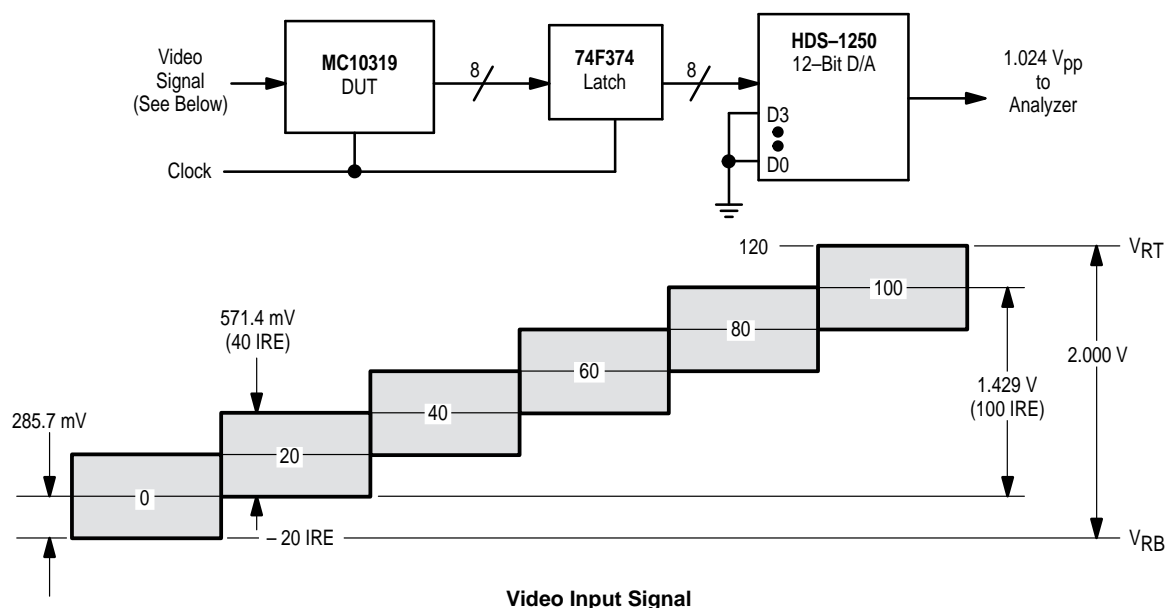 Video
Signal
(See Below)
MC10319
DUT
8
74F374
Latch
8
HDS–1250
12–Bit D/A
D3
D0
1.024 Vpp
to
Analyzer
Clock
120
VRT
100
571.4 mV
(40 IRE)
80
2.000 V
60
1.429 V
(100 IRE)
285.7 mV
40
20
0
– 20 IRE
VRB
Video Input Signal